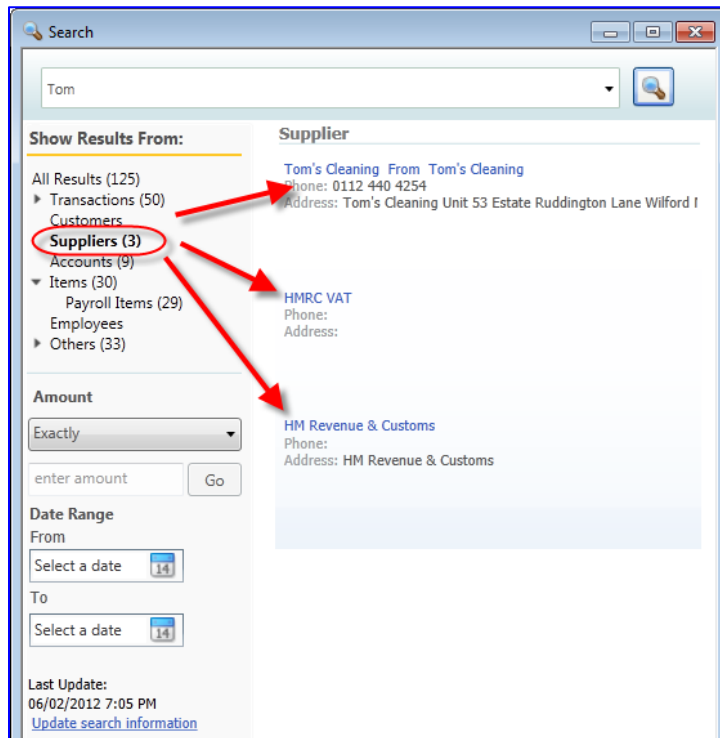 Search
Tom
Show Results From:
All Results (125)
Transactions (50)
Customers
Suppliers (3)
Accounts (9)
Items (30)
Payroll Items (29)
Employees
Others (33)
Amount
Exactly
enter amount Go
Date Range
From
Select a date 14
To
Select a date 14
Last Update:
06/02/2012 7:05 PM
Update search information
Supplier
Tom's Cleaning From Tom's Cleaning
Phone: 0112 440 4254
Address: Tom's Cleaning Unit 53 Estate Ruddington Lane Wilford
HMRC VAT
Phone:
Address:
HM Revenue & Customs
Phone:
Address: HM Revenue & Customs